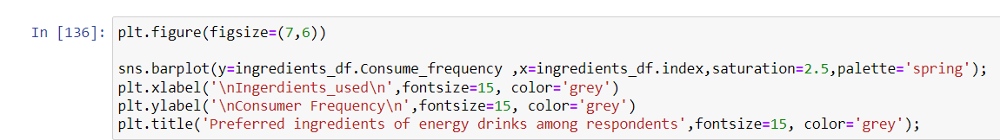 In [136]: plt.figure(figsize=(7,6))
sns.barplot(y=ingredients_df.Consume_frequency ,x=ingredients_df.index,saturation=2.5,palette='spring');
plt.xlabel('\nIngerdients_used\n',fontsize=15, color='grey')
plt.ylabel('\nConsumer Frequency\n',fontsize=15, color='grey')
plt.title('Preferred ingredients of energy drinks among respondents',fontsize=15, color='grey');